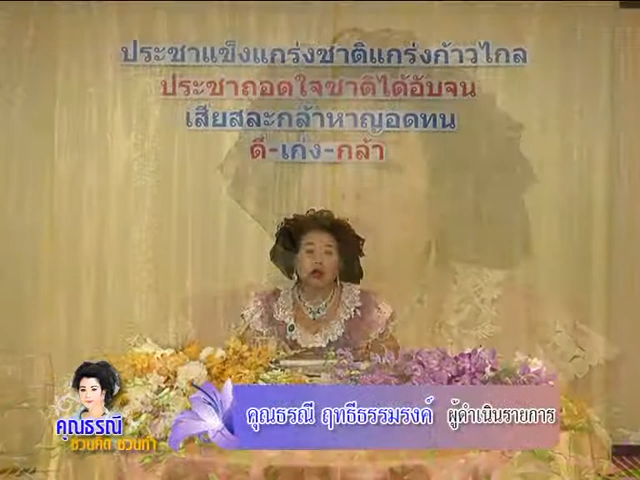 ประชาแข็งแกร่งชาติแกร่งก้าวไกล
ประชาถอดใจชาติได้อับจน
เสียสละกล้าหาญอดทน
ดี-เก่ง-กล้า
คุณธรณี ฤทธีธรรมรงค์ ผู้ดำเนินรายการ
คุณธรณี
ชวนคิด ชวนทำ